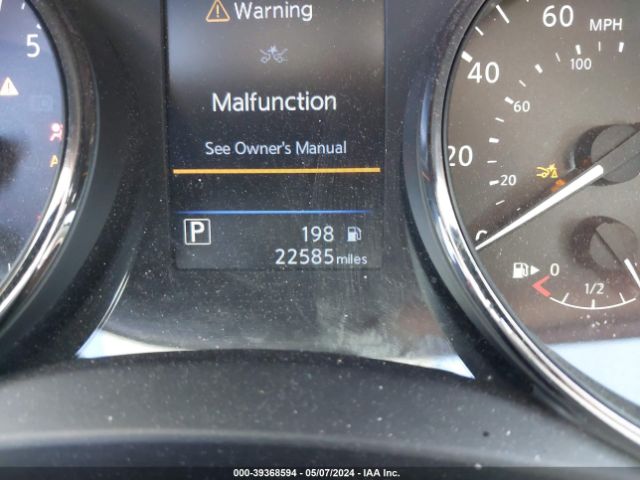 Warning
Malfunction
See Owner's Manual
P 198
22585 miles
5
60
MPH
100
40
60
20
20
0
0
1/2
000-39368594 - 05/07/2024 - IAA Inc.